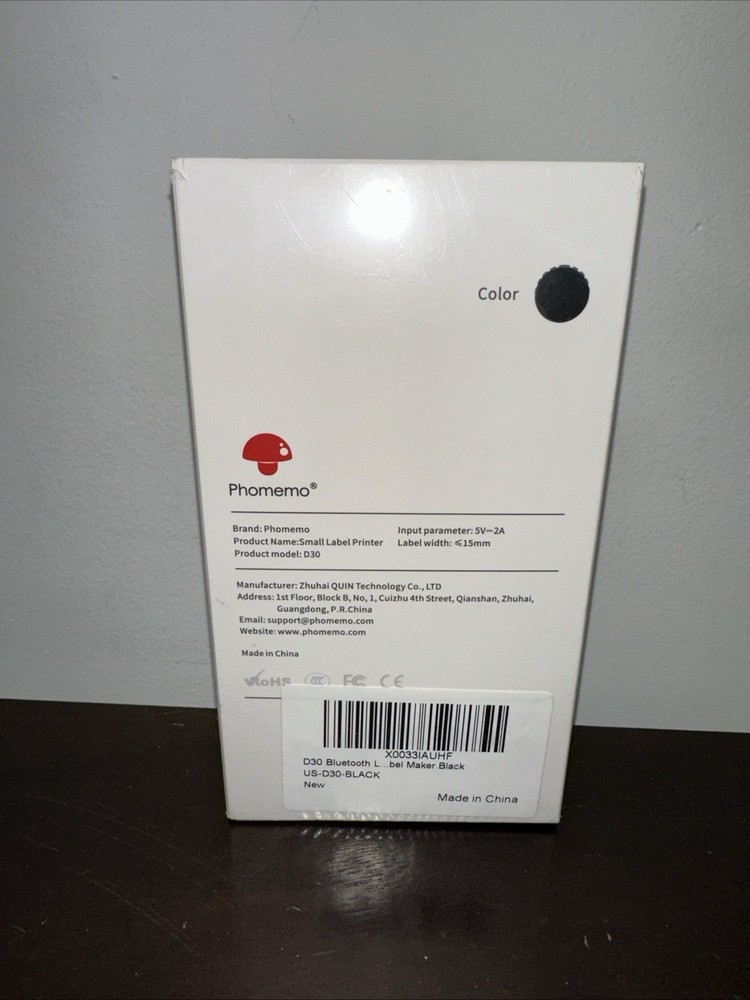 Color
Phomemo®
Brand: Phomemo
Product Name:Small Label Printer
Product model: D30
Input parameter: 5V⎓2A
Label width: ⩽15mm
Manufacturer: Zhuhai QUIN Technology Co., LTD
Address: 1st Floor, Block B, No, 1, Cuizhu 4th Street, Qianshan, Zhuhai,
Guangdong, P.R.China
Email: support@phomemo.com
Website: www.phomemo.com
Made in China
RoHS CCC FC CE
X0033IAUHF
D30 Bluetooth L...bel Maker Black
US-D30-BLACK
New
Made in China